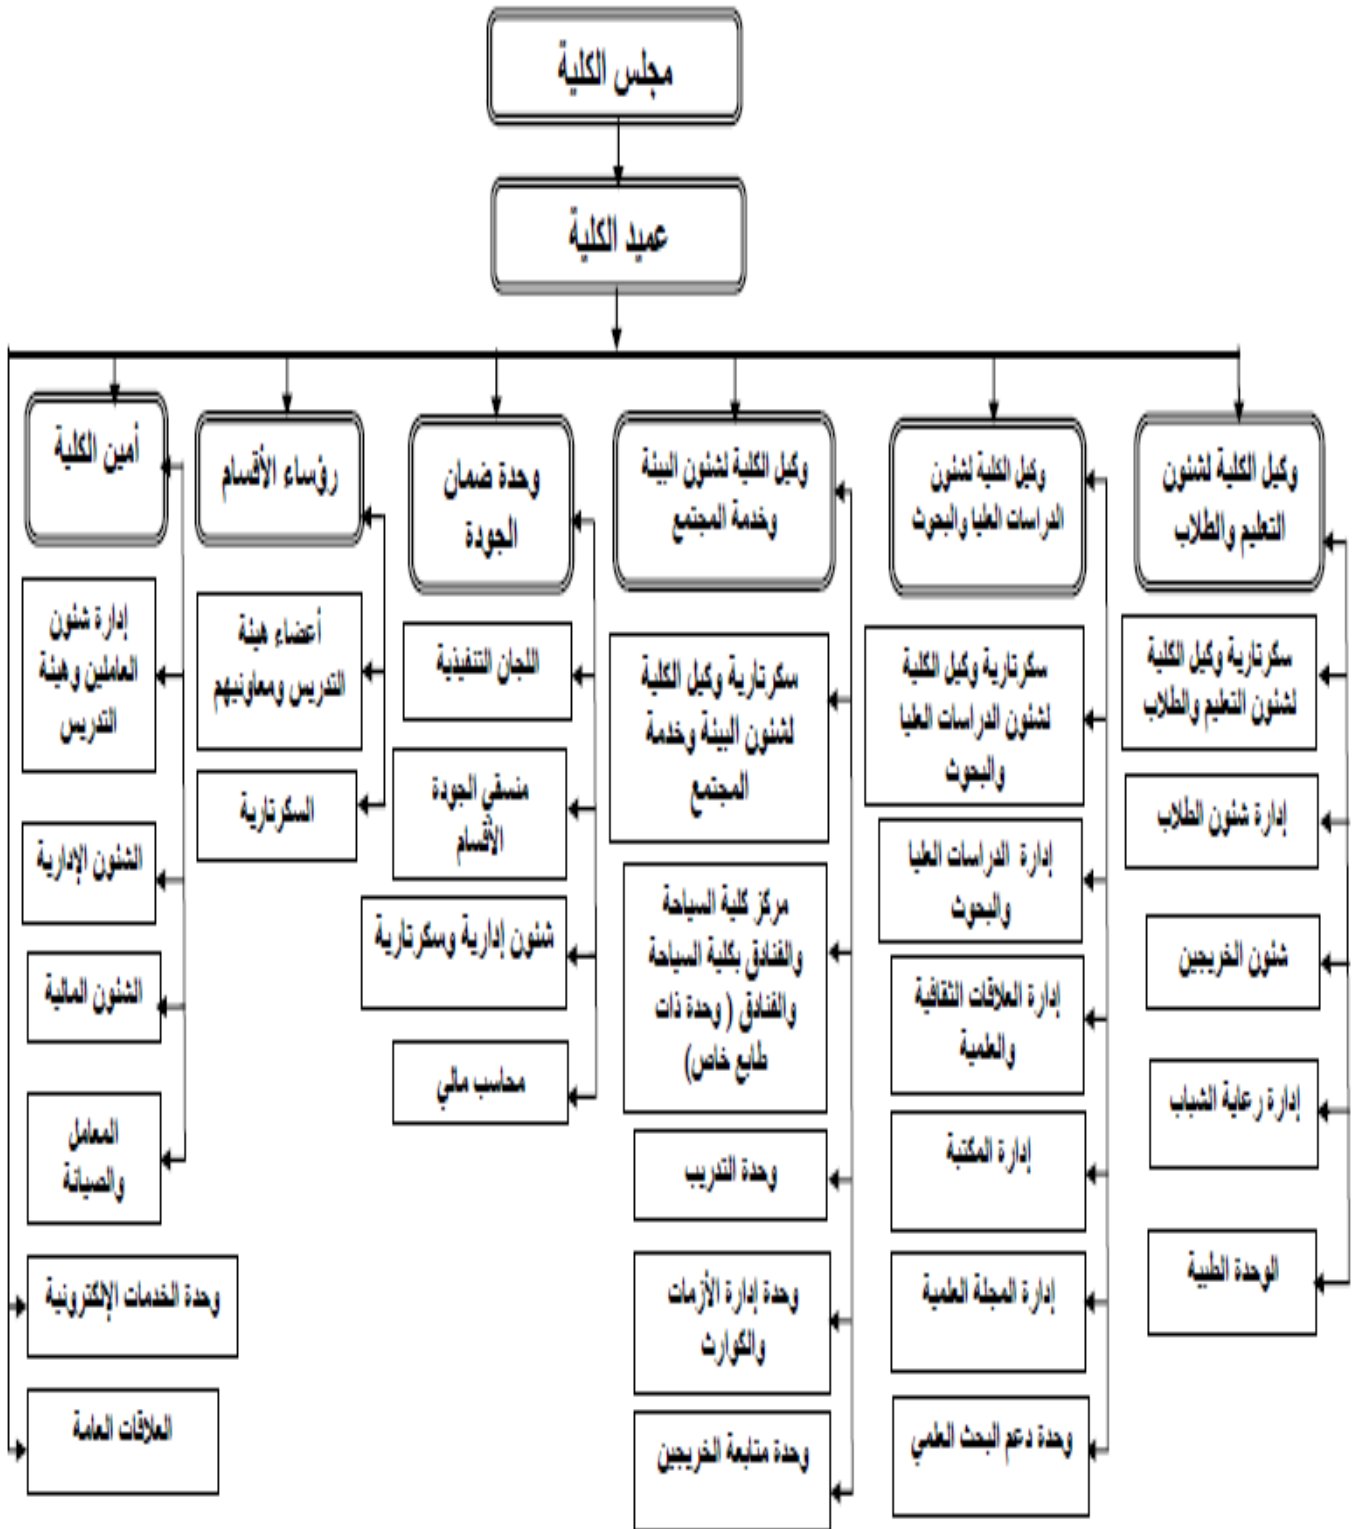 مجلس الكلية
عميد الكلية
وكيل الكلية لشئون
التعليم والطلاب
سكرتارية وكيل الكلية
لشئون التعليم والطلاب
إدارة شئون الطلاب
شئون الخريجين
إدارة رعاية الشباب
الوحدة الطبية
وكيل الكلية لشئون
الدراسات العليا والبحوث
سكرتارية وكيل الكلية
لشئون الدراسات العليا
والبحوث
إدارة الدراسات العليا
والبحوث
إدارة العلاقات الثقافية
والعلمية
إدارة المكتبة
إدارة المجلة العلمية
وحدة دعم البحث العلمي
وكيل الكلية لشئون البيئة
وخدمة المجتمع
سكرتارية وكيل الكلية
لشئون البيئة وخدمة
المجتمع
مركز كلية السياحة
والفنادق بكلية السياحة
والفنادق ( وحدة ذات
طابع خاص)
وحدة التدريب
وحدة إدارة الأزمات
والكوارث
وحدة متابعة الخريجين
وحدة ضمان
الجودة
اللجان التنفيذية
منسقي الجودة
الأقسام
شئون إدارية وسكرتارية
محاسب مالي
رؤساء الأقسام
أعضاء هيئة
التدريس ومعاونيهم
السكرتارية
أمين الكلية
إدارة شئون
العاملين وهيئة
التدريس
الشئون الإدارية
الشئون المالية
المعامل
والصيانة
وحدة الخدمات الإلكترونية
العلاقات العامة